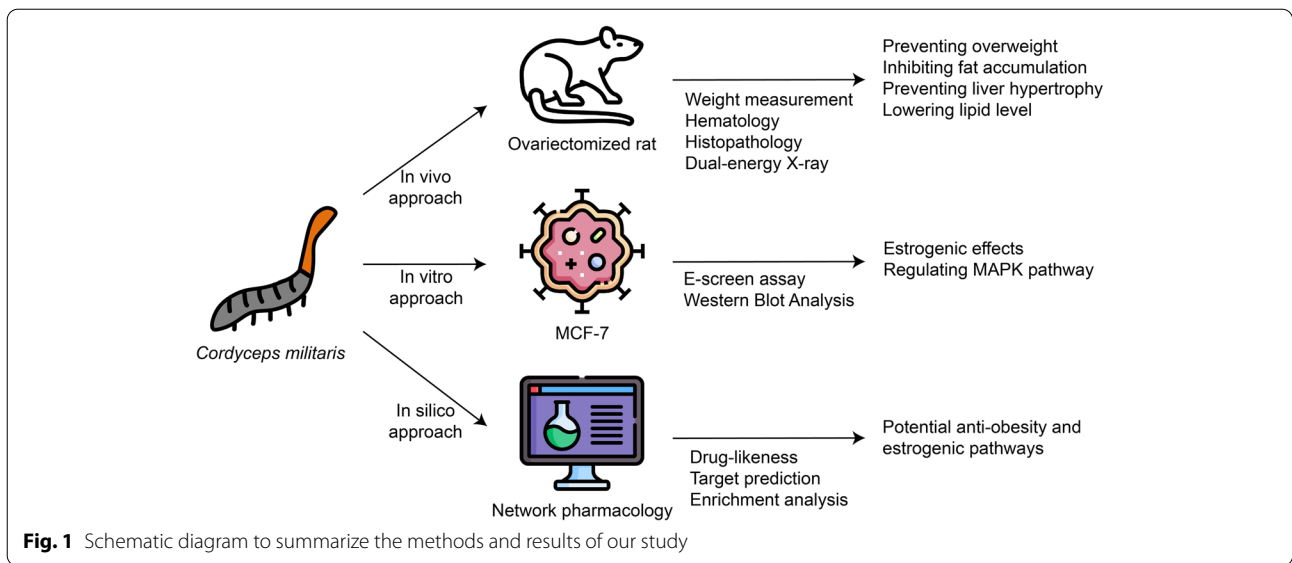 Preventing overweight
Inhibiting fat accumulation
Preventing liver hypertrophy
Lowering lipid level
Weight measurement
Hematology
Histopathology
Dual-energy X-ray
Ovariectomized rat
In vivo
approach
In vitro
approach
E-screen assay
Western Blot Analysis
Estrogenic effects
Regulating MAPK pathway
MCF-7
Cordyceps militaris
In silico
approach
Drug-likeness
Target prediction
Enrichment analysis
Potential anti-obesity and
estrogenic pathways
Network pharmacology
Fig. 1 Schematic diagram to summarize the methods and results of our study